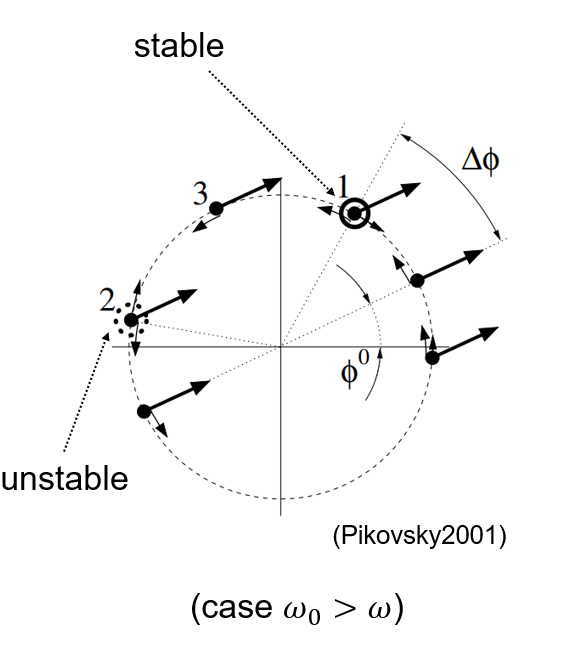 stable
Δϕ
1
3
2
ϕ⁰
unstable
(Pikovsky2001)
(case ω₀ > ω)